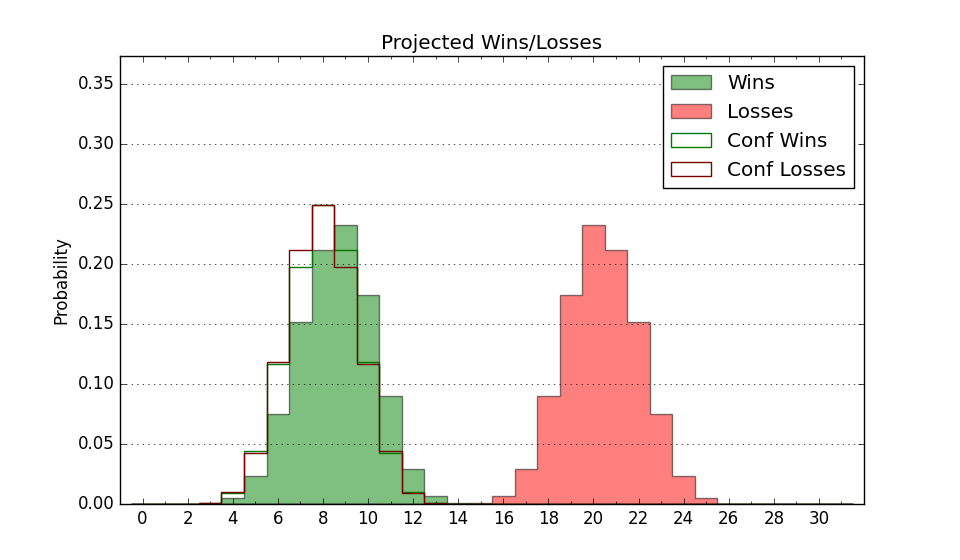 Projected Wins/Losses
Wins
Losses
Conf Wins
Conf Losses
Probability
0.35
0.30
0.25
0.20
0.15
0.10
0.05
0.00
0 2 4 6 8 10 12 14 16 18 20 22 24 26 28 30